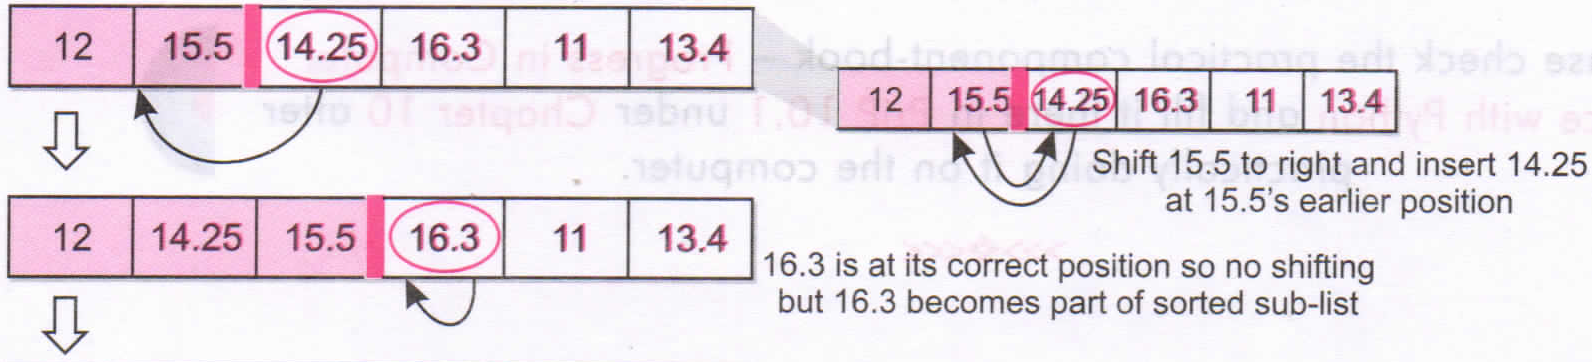 12 15.5 14.25 16.3 11 13.4
12 15.5 14.25 16.3 11 13.4
Shift 15.5 to right and insert 14.25
at 15.5's earlier position
12 14.25 15.5 16.3 11 13.4
16.3 is at its correct position so no shifting
but 16.3 becomes part of sorted sub-list